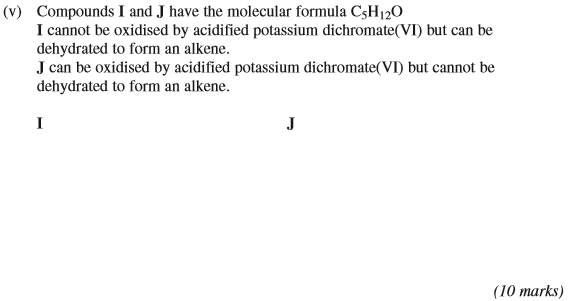 (v) Compounds I and J have the molecular formula C₅H₁₂O
I cannot be oxidised by acidified potassium dichromate(VI) but can be
dehydrated to form an alkene.
J can be oxidised by acidified potassium dichromate(VI) but cannot be
dehydrated to form an alkene.
I J
(10 marks)